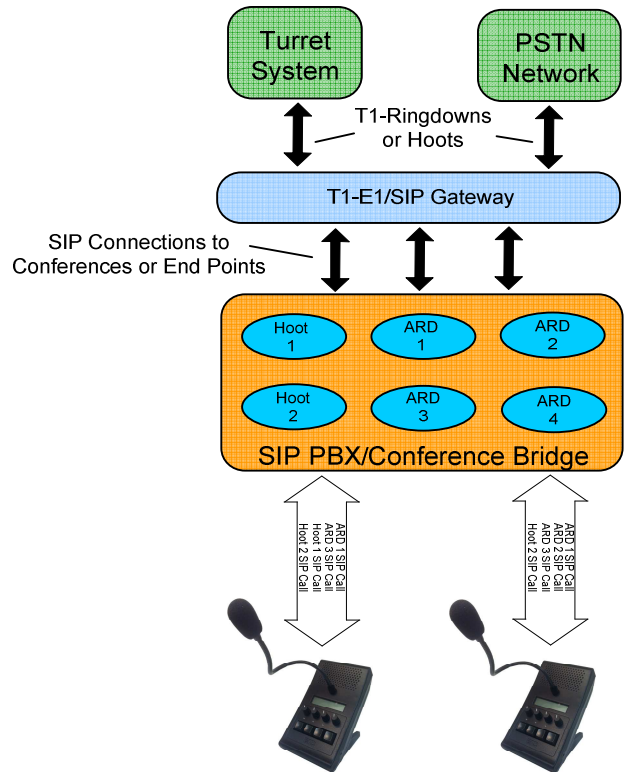 Turret
System
PSTN
Network
T1-Ringdowns
or Hoots
T1-E1/SIP Gateway
SIP Connections to
Conferences or End Points
Hoot
1
ARD
1
ARD
2
Hoot
2
ARD
3
ARD
4
SIP PBX/Conference Bridge
ARD 1 SIP Call
ARD 3 SIP Call
Hoot 1 SIP Call
Hoot 2 SIP Call
ARD 1 SIP Call
ARD 2 SIP Call
ARD 3 SIP Call
Hoot 2 SIP Call